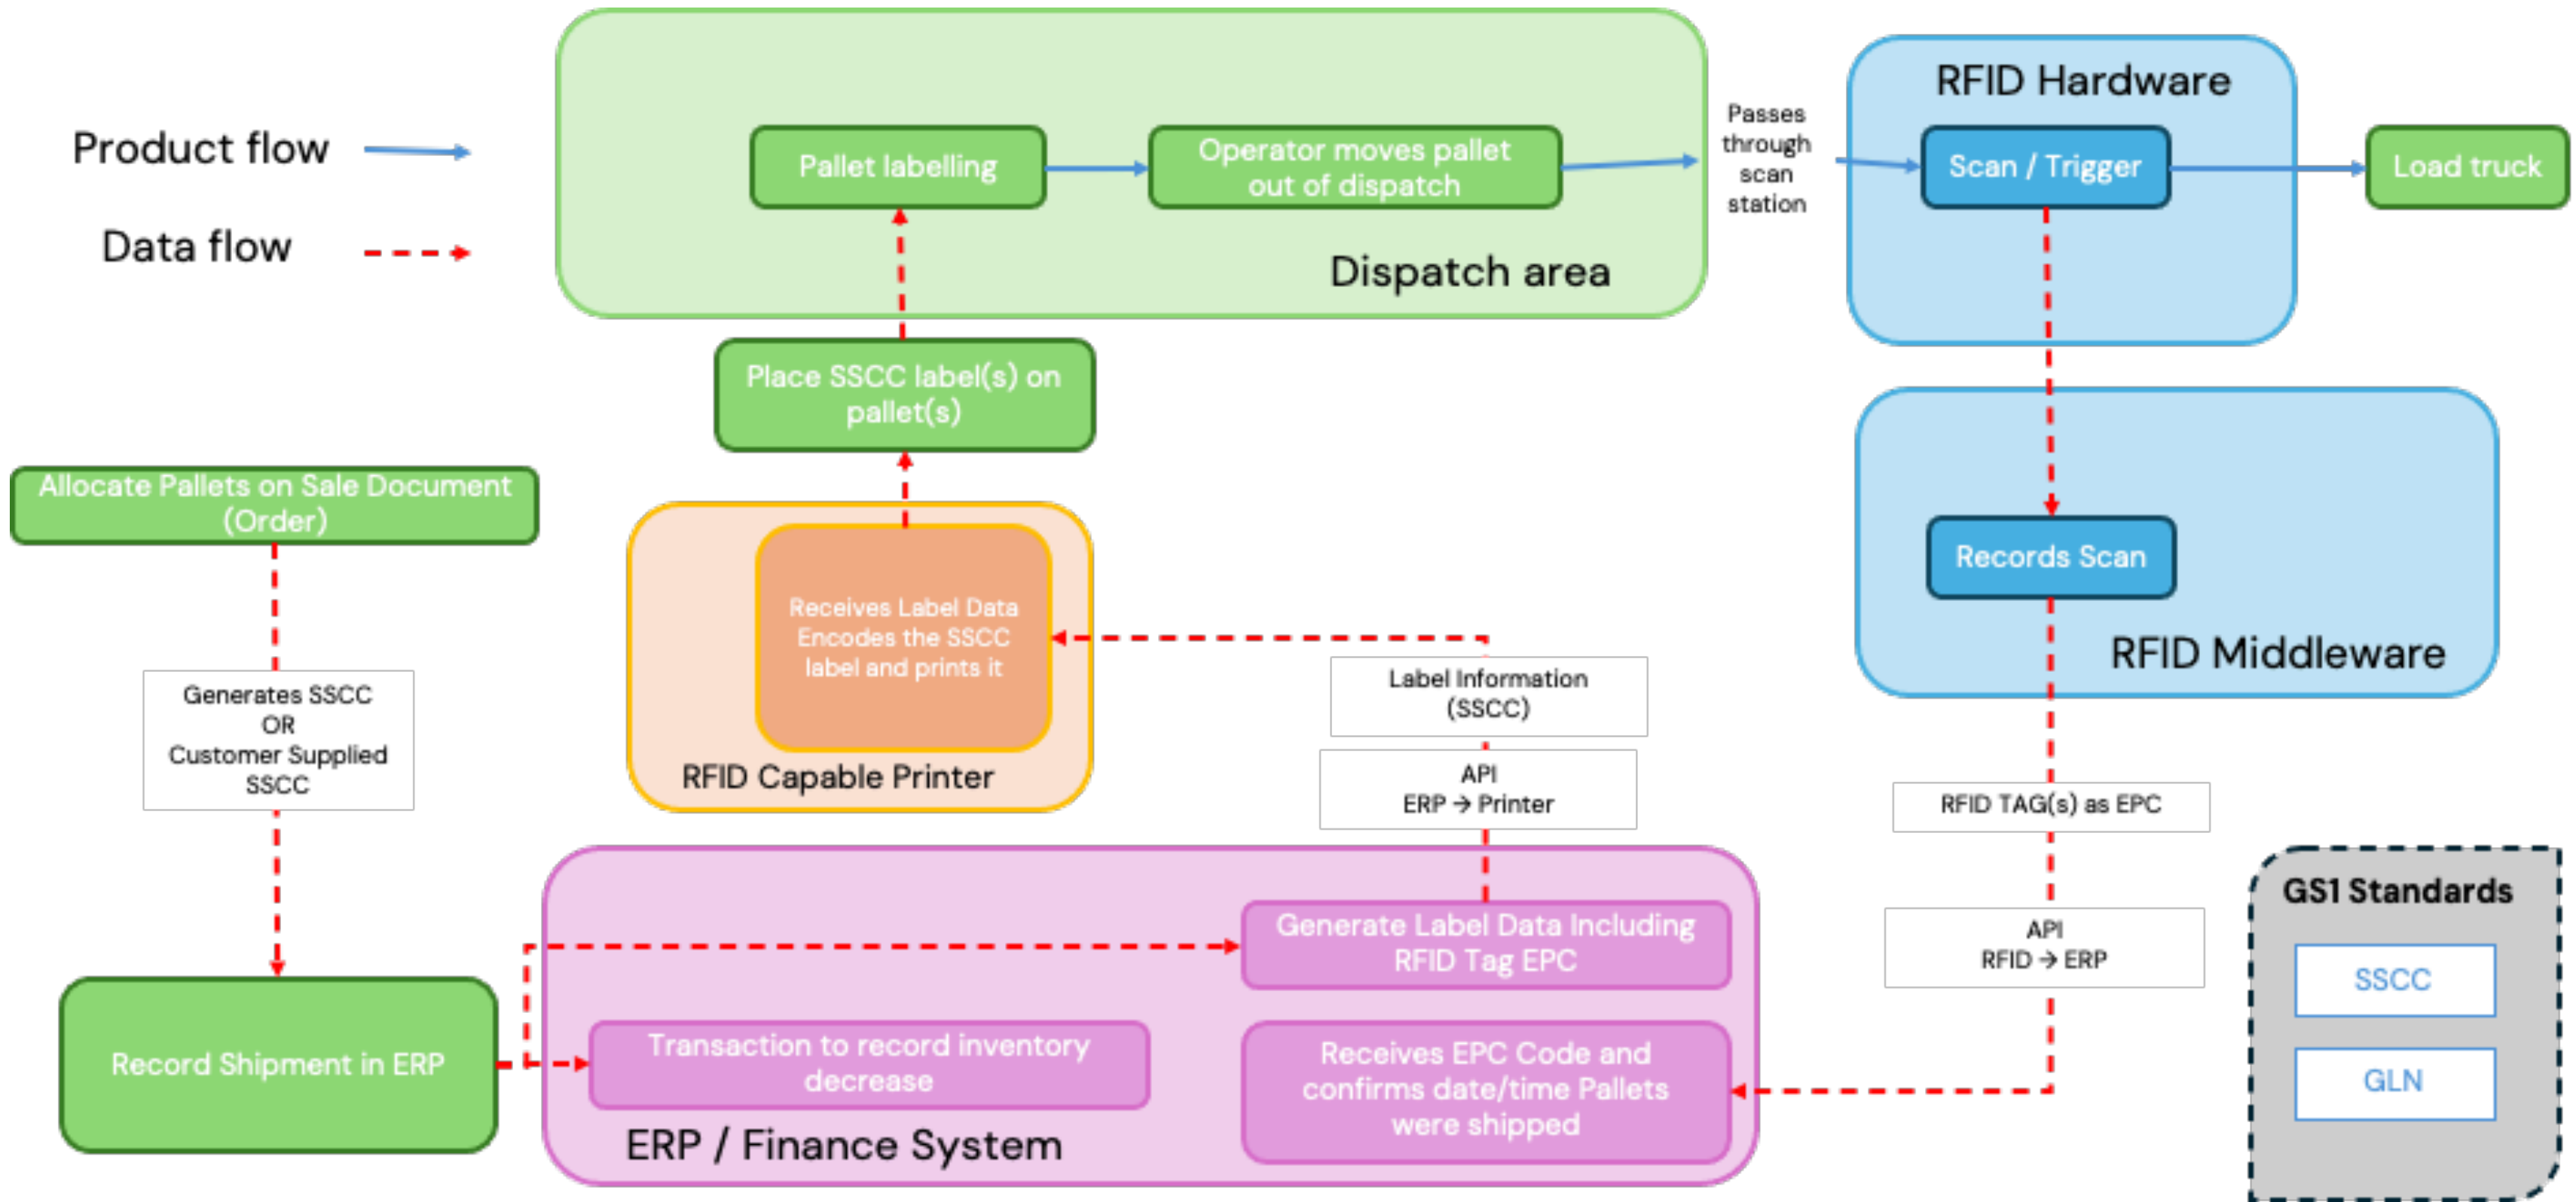 Product flow
Data flow
Pallet labelling
Operator moves pallet
out of dispatch
Dispatch area
Passes
through
scan
station
RFID Hardware
Scan / Trigger
Load truck
Place SSCC label(s) on
pallet(s)
Allocate Pallets on Sale Document
(Order)
Generates SSCC
OR
Customer Supplied
SSCC
Record Shipment in ERP
Receives Label Data
Encodes the SSCC
label and prints it
RFID Capable Printer
Label Information
(SSCC)
API
ERP → Printer
Records Scan
RFID Middleware
RFID TAG(s) as EPC
API
RFID → ERP
Generate Label Data Including
RFID Tag EPC
Transaction to record inventory
decrease
Receives EPC Code and
confirms date/time Pallets
were shipped
ERP / Finance System
GS1 Standards
SSCC
GLN